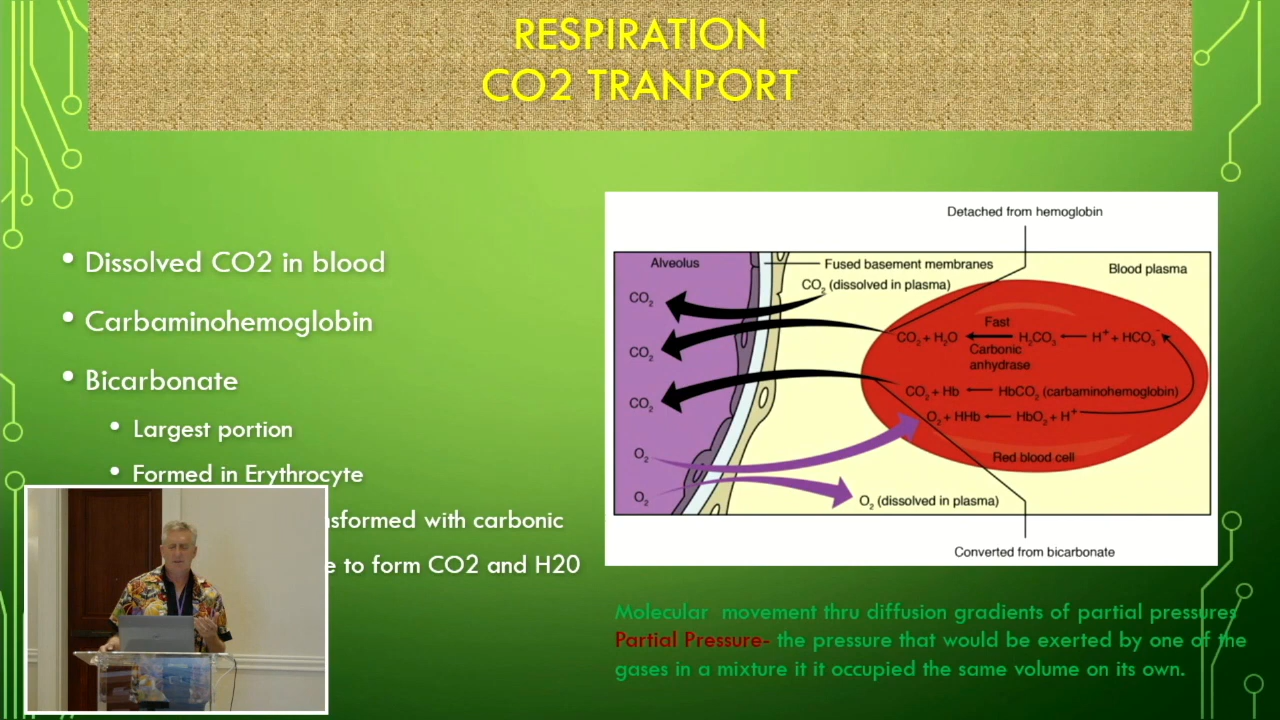 RESPIRATION
CO2 TRANPORT
• Dissolved CO2 in blood
• Carbaminohemoglobin
• Bicarbonate
• Largest portion
• Formed in Erythrocyte
sformed with carbonic
e to form CO2 and H20
Detached from hemoglobin
Alveolus
Fused basement membranes
Blood plasma
CO₂ (dissolved in plasma)
CO₂
CO₂
CO₂
Fast
CO₂ + H₂O H₂CO₃ ← H⁺ + HCO₃⁻
Carbonic
anhydrase
CO₂ + Hb ← HbCO₂ (carbaminohemoglobin)
O₂ + HHb ← HbO₂ + H⁺
Red blood cell
O₂
O₂
O₂ (dissolved in plasma)
Converted from bicarbonate
Molecular movement thru diffusion gradients of partial pressures
Partial Pressure- the pressure that would be exerted by one of the
gases in a mixture it it occupied the same volume on its own.